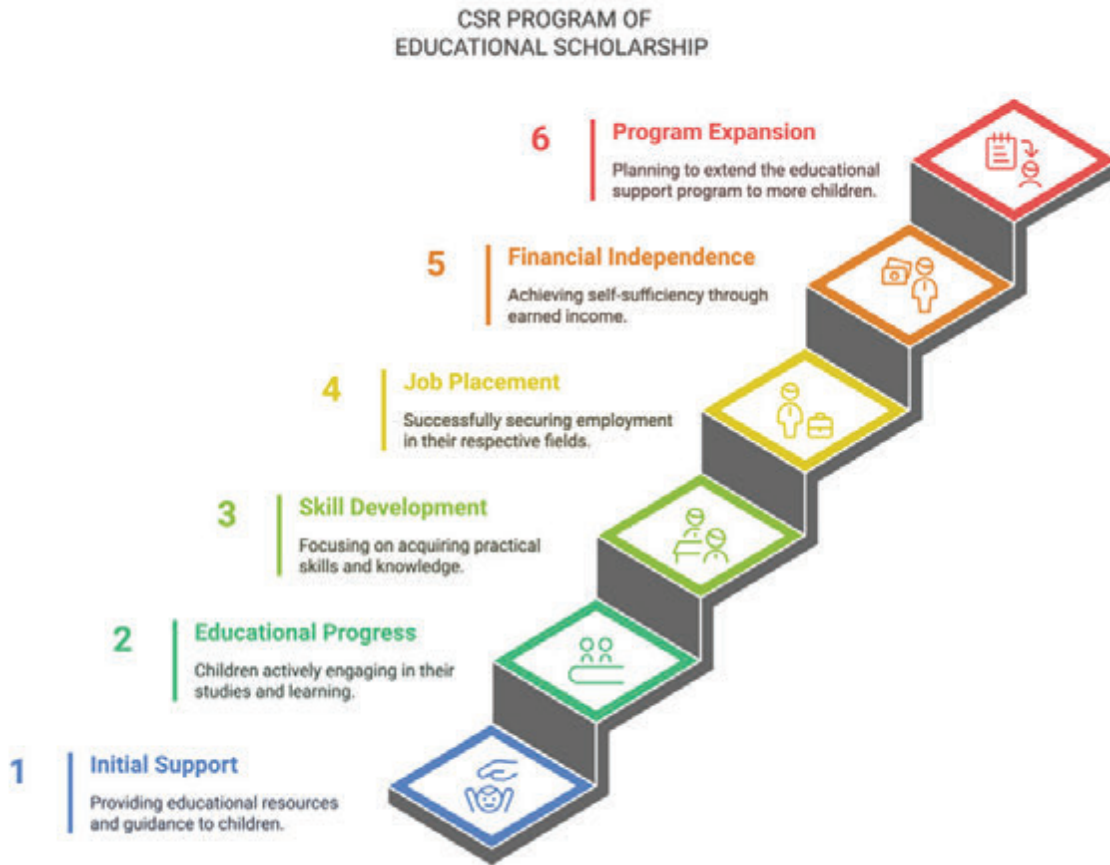 CSR PROGRAM OF
EDUCATIONAL SCHOLARSHIP
6
Program Expansion
Planning to extend the educational
support program to more children.
5
Financial Independence
Achieving self-sufficiency through
earned income.
4
Job Placement
Successfully securing employment
in their respective fields.
3
Skill Development
Focusing on acquiring practical
skills and knowledge.
2
Educational Progress
Children actively engaging in their
studies and learning.
1
Initial Support
Providing educational resources
and guidance to children.